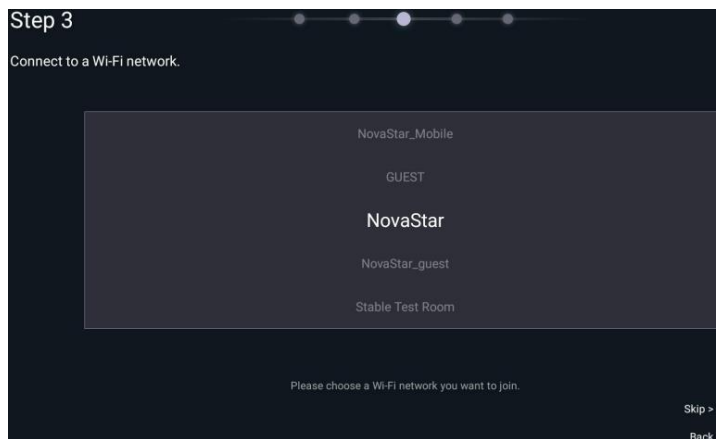 Step 3
Connect to a Wi-Fi network.
NovaStar_Mobile
GUEST
NovaStar
NovaStar_guest
Stable Test Room
Please choose a Wi-Fi network you want to join.
Skip >
Back